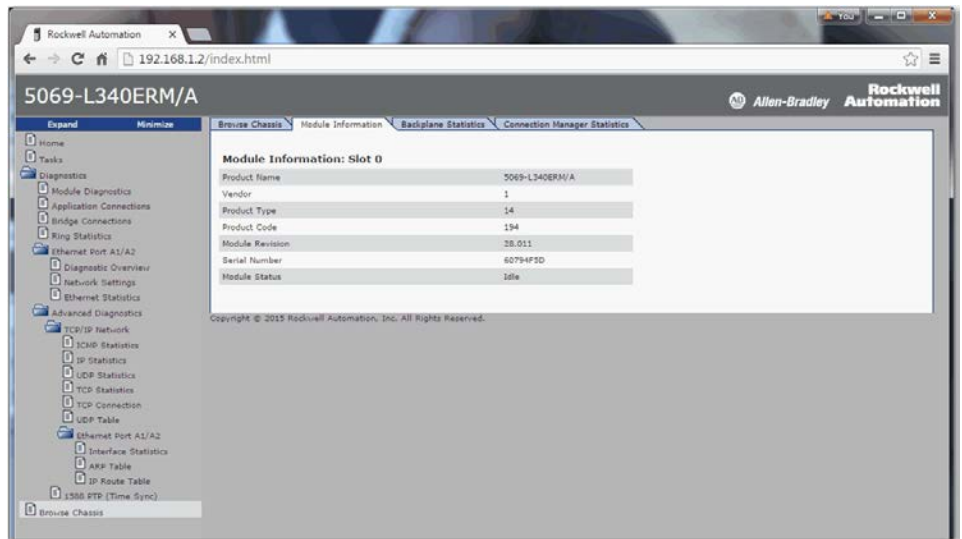 You
Rockwell Automation
192.168.1.2/index.html
5069-L340ERM/A
Allen-Bradley
Rockwell Automation
Expand Minimize
Home
Tasks
Diagnostics
Module Diagnostics
Application Connections
Bridge Connections
Ring Statistics
Ethernet Port A1/A2
Diagnostic Overview
Network Settings
Ethernet Statistics
Advanced Diagnostics
TCP/IP Network
ICMP Statistics
IP Statistics
UDP Statistics
TCP Statistics
TCP Connection
UDP Table
Ethernet Port A1/A2
Interface Statistics
ARP Table
IP Route Table
1588 PTP (Time Sync)
Browse Chassis
Browse Chassis Module Information Backplane Statistics Connection Manager Statistics
Module Information: Slot 0
Product Name 5069-L340ERM/A
Vendor 1
Product Type 14
Product Code 194
Module Revision 28.011
Serial Number 60794F5D
Module Status Idle
Copyright © 2015 Rockwell Automation, Inc. All Rights Reserved.